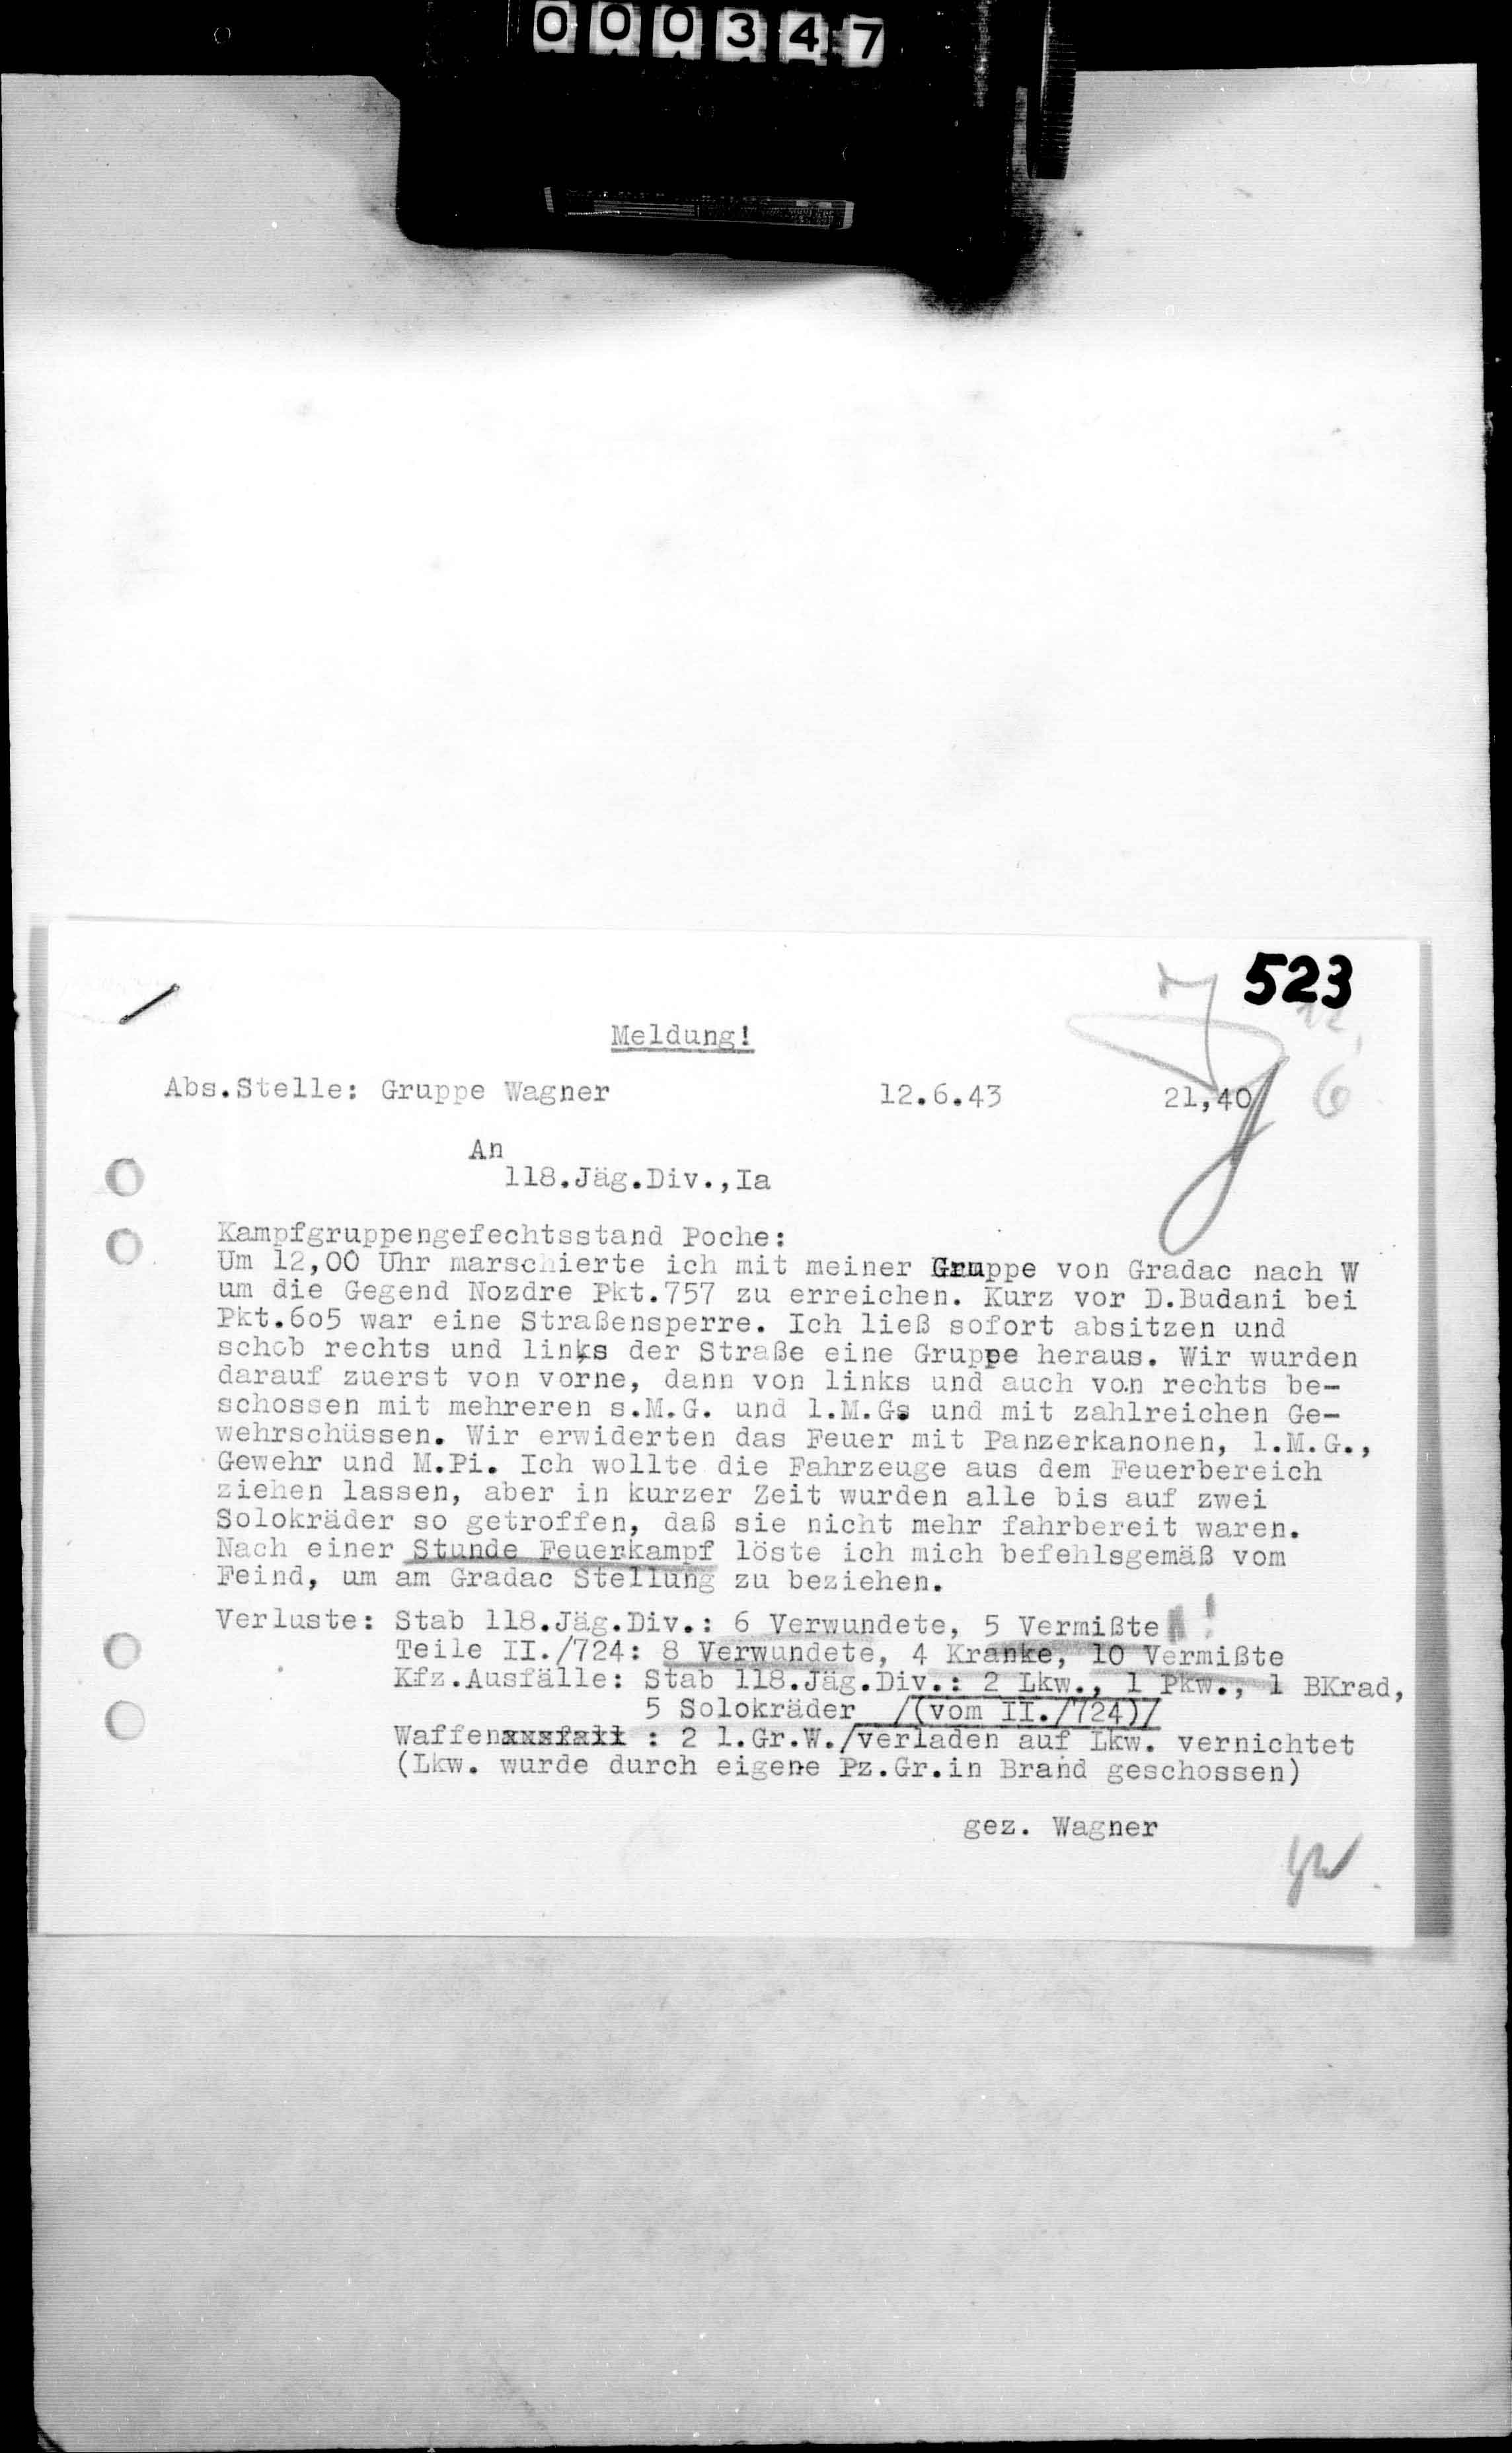 000347
523
12.
6
Meldung!
Abs.Stelle: Gruppe Wagner 12.6.43 21,40
An
118.Jäg.Div.,Ia
Kampfgruppengefechtsstand Poche:
Um 12,00 Uhr marschierte ich mit meiner Gruppe von Gradac nach W
um die Gegend Nozdre Pkt.757 zu erreichen. Kurz vor D.Budani bei
Pkt.6o5 war eine Straßensperre. Ich ließ sofort absitzen und
schob rechts und links der Straße eine Gruppe heraus. Wir wurden
darauf zuerst von vorne, dann von links und auch von rechts be-
schossen mit mehreren s.M.G. und l.M.Gs und mit zahlreichen Ge-
wehrschüssen. Wir erwiderten das Feuer mit Panzerkanonen, l.M.G.,
Gewehr und M.Pi. Ich wollte die Fahrzeuge aus dem Feuerbereich
ziehen lassen, aber in kurzer Zeit wurden alle bis auf zwei
Solokräder so getroffen, daß sie nicht mehr fahrbereit waren.
Nach einer Stunde Feuerkampf löste ich mich befehlsgemäß vom
Feind, um am Gradac Stellung zu beziehen.
Verluste: Stab 118.Jäg.Div.: 6 Verwundete, 5 Vermißte !
Teile II./724: 8 Verwundete, 4 Kranke, 10 Vermißte
Kfz.Ausfälle: Stab 118.Jäg.Div.: 2 Lkw., 1 Pkw., 1 BKrad,
5 Solokräder /(vom II./724)/
Waffenausfall : 2 l.Gr.W./verladen auf Lkw. vernichtet
(Lkw. wurde durch eigene Pz.Gr.in Brand geschossen)
gez. Wagner